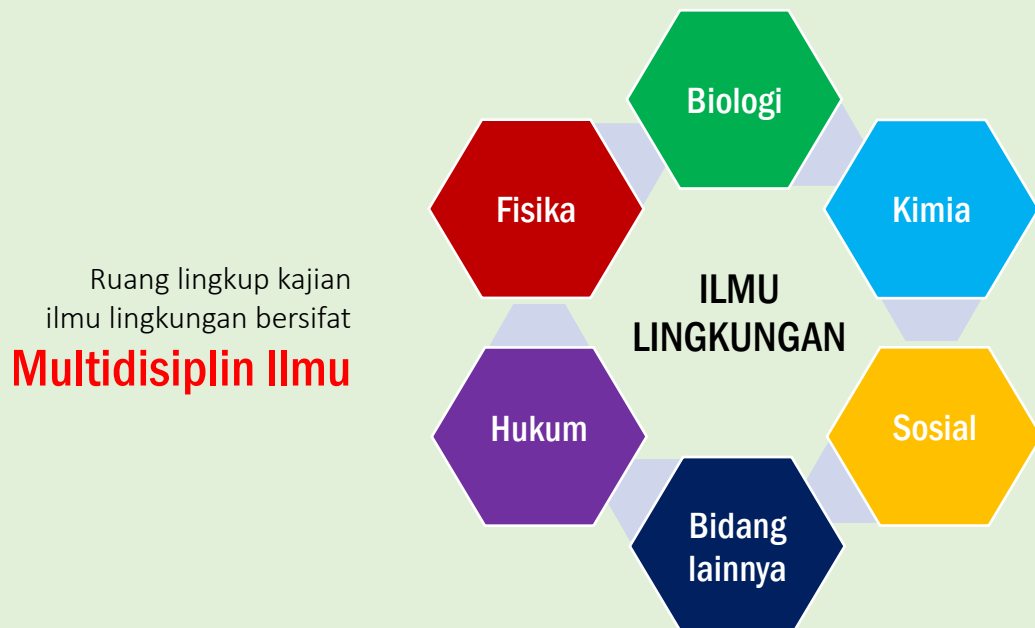 Ruang lingkup kajian
ilmu lingkungan bersifat
Multidisiplin Ilmu
Biologi
Fisika
Kimia
ILMU
LINGKUNGAN
Hukum
Sosial
Bidang
lainnya